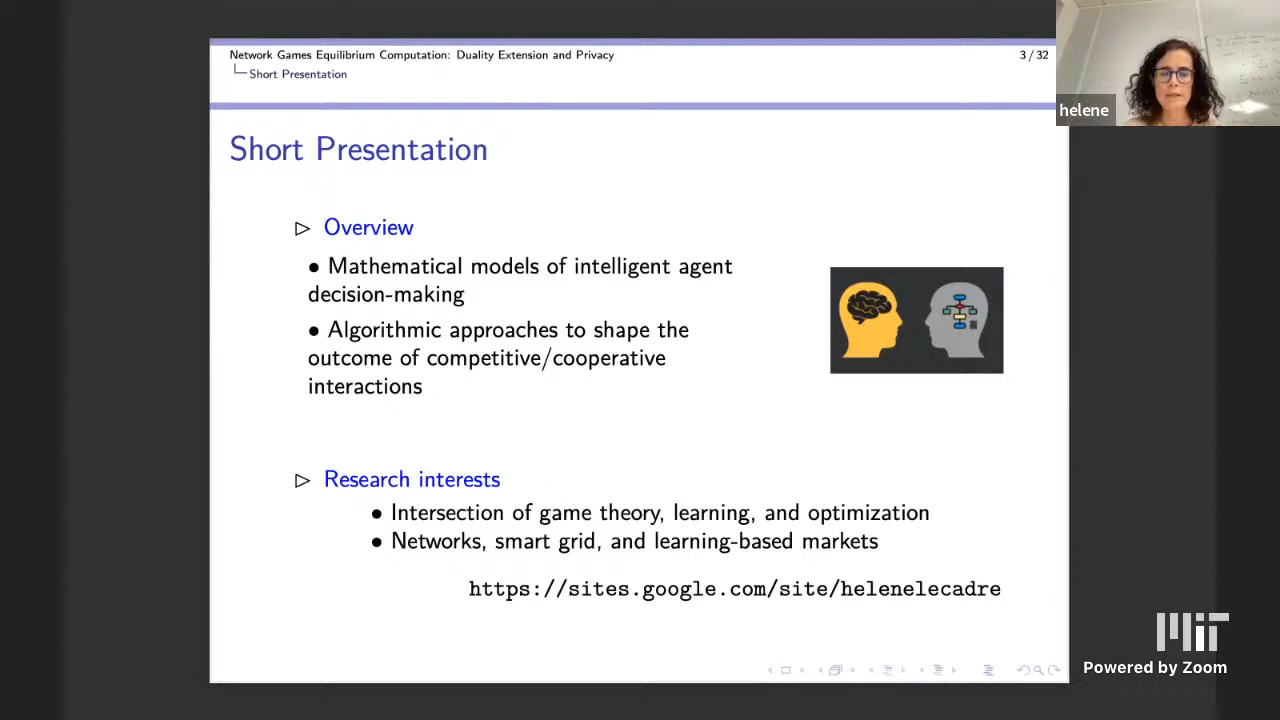 Network Games Equilibrium Computation: Duality Extension and Privacy
3 / 32
Short Presentation
helene
Short Presentation
▷ Overview
• Mathematical models of intelligent agent
decision-making
• Algorithmic approaches to shape the
outcome of competitive/cooperative
interactions
▷ Research interests
• Intersection of game theory, learning, and optimization
• Networks, smart grid, and learning-based markets
https://sites.google.com/site/helenelecadre
MIT
Powered by Zoom